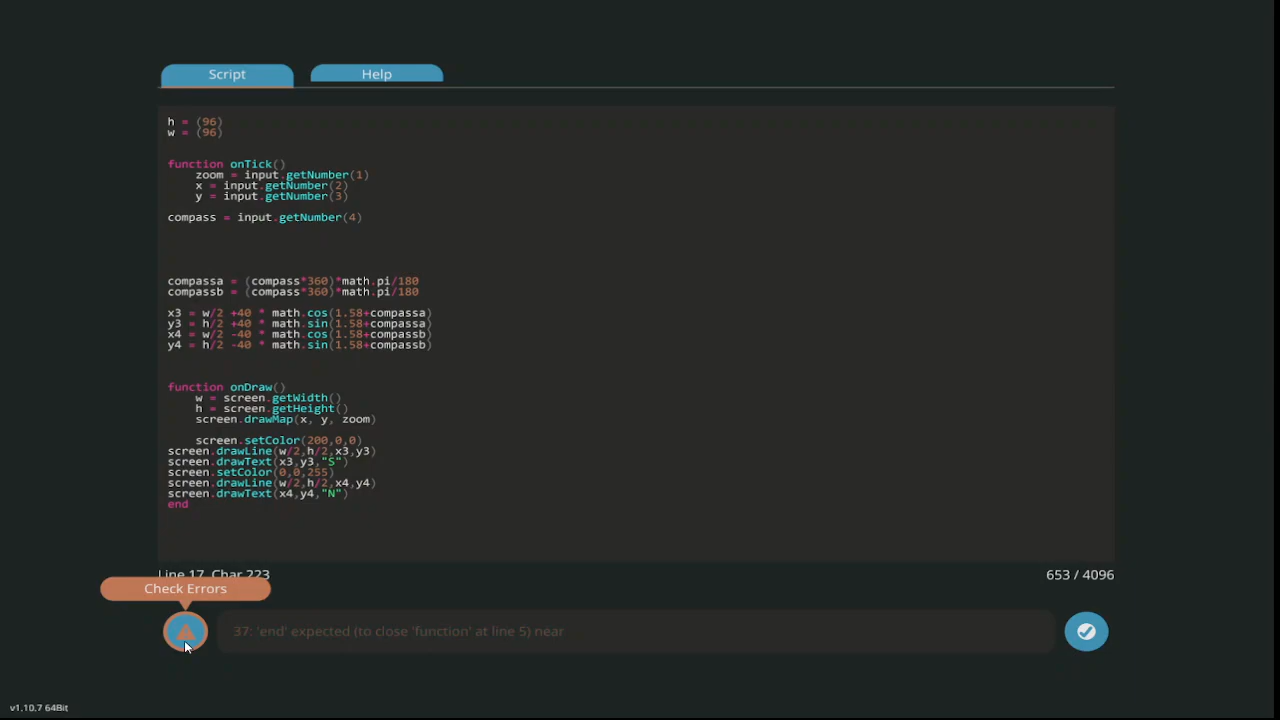 Script
Help
h = (96)
w = (96)
function onTick()
zoom = input.getNumber(1)
x = input.getNumber(2)
y = input.getNumber(3)
compass = input.getNumber(4)
compassa = (compass*360)*math.pi/180
compassb = (compass*360)*math.pi/180
x3 = w/2 +40 * math.cos(1.58+compassa)
y3 = h/2 +40 * math.sin(1.58+compassa)
x4 = w/2 -40 * math.cos(1.58+compassb)
y4 = h/2 -40 * math.sin(1.58+compassb)
function onDraw()
w = screen.getWidth()
h = screen.getHeight()
screen.drawMap(x, y, zoom)
screen.setColor(200,0,0)
screen.drawLine(w/2,h/2,x3,y3)
screen.drawText(x3,y3,"S")
screen.setColor(0,0,255)
screen.drawLine(w/2,h/2,x4,y4)
screen.drawText(x4,y4,"N")
end
Line 17, Char 223
653 / 4096
Check Errors
37: 'end' expected (to close 'function' at line 5) near
v1.10.7 64Bit